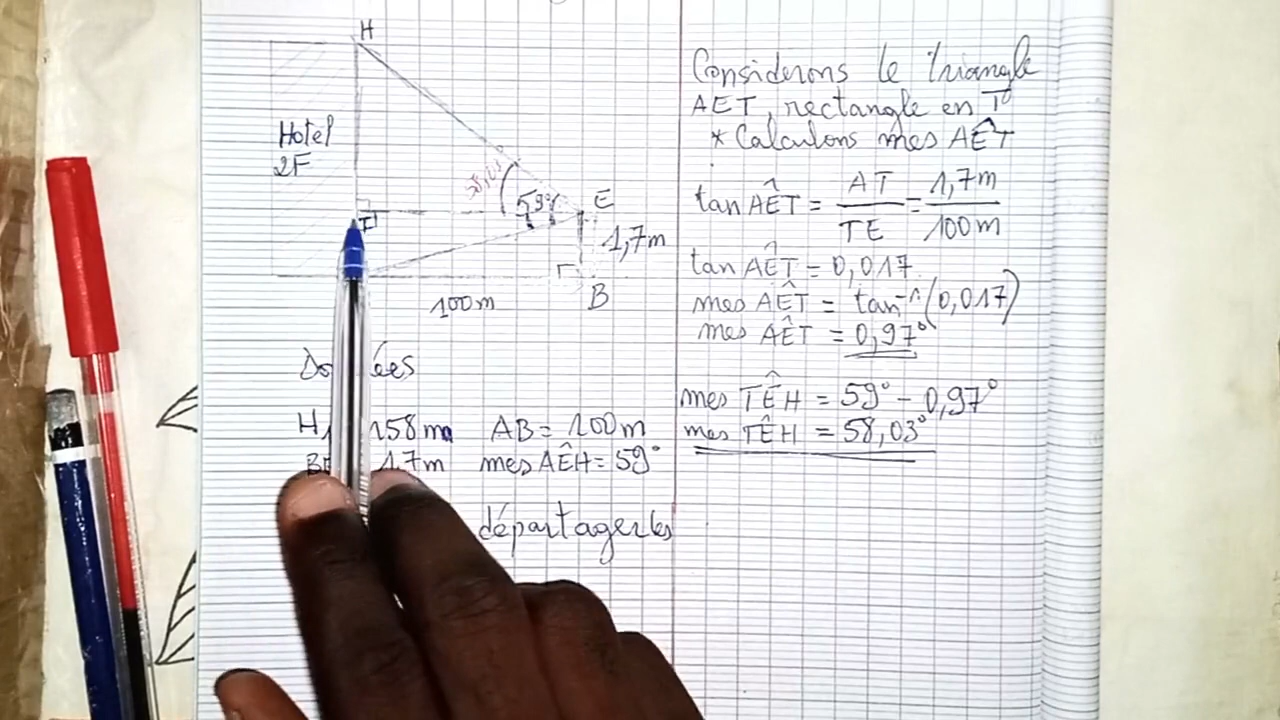 H
Hotel
2F
59°
E
T
1,7m
100m
B
Données
158m AB = 100m
1,7m mes AÊH = 59°
départager les
Considerons le triangle
AET, rectangle en T
* Calculons mes AÊT
tan AÊT = AT/TE = 1,7m/100m
tan AÊT = 0,017
mes AÊT = tan⁻¹(0,017)
mes AÊT = 0,97°
mes TÊH = 59° - 0,97°
mes TÊH = 58,03°